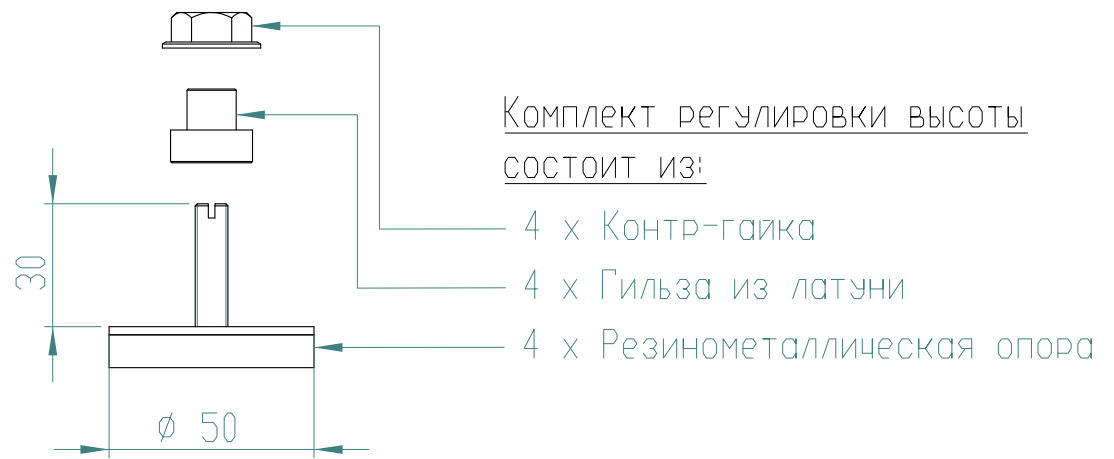 Комплект регулировки высоты
состоит из:
4 x Контр-гайка
4 x Гильза из латуни
4 x Резинометаллическая опора
30
ø 50